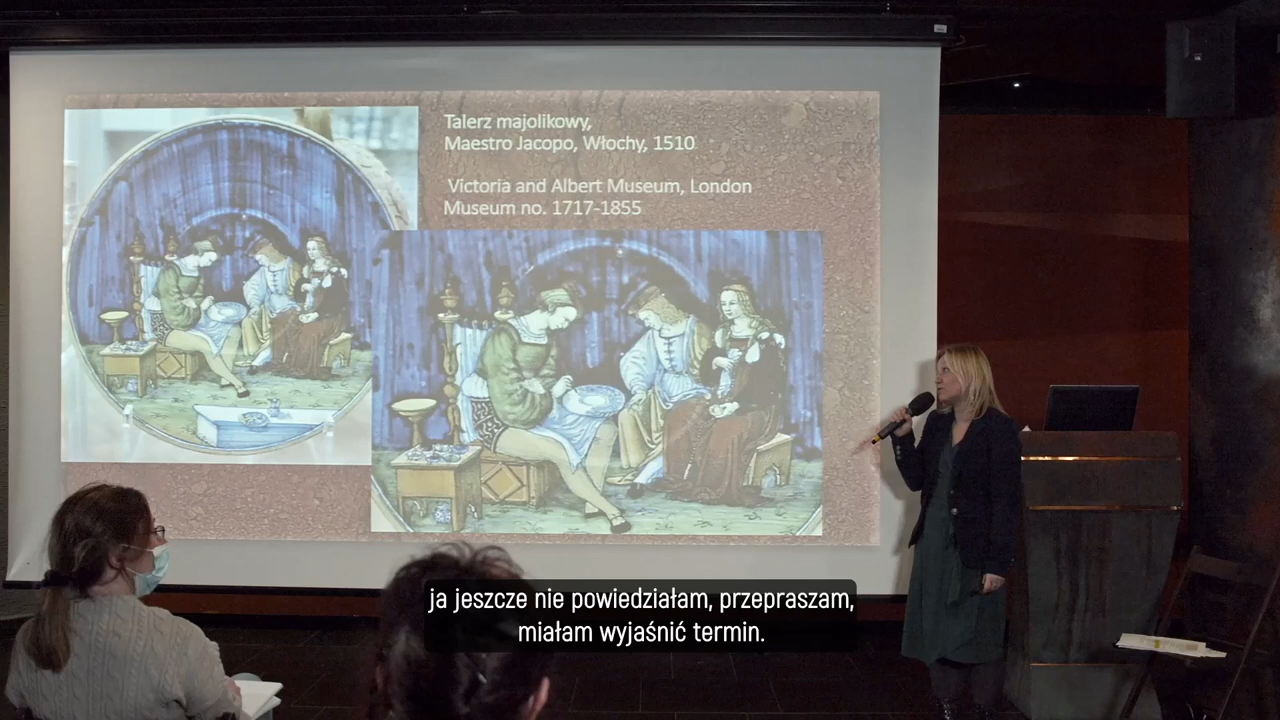 Talerz majolikowy,
Maestro Jacopo, Włochy, 1510
Victoria and Albert Museum, London
Museum no. 1717-1855
ja jeszcze nie powiedziałam, przepraszam,
miałam wyjaśnić termin.